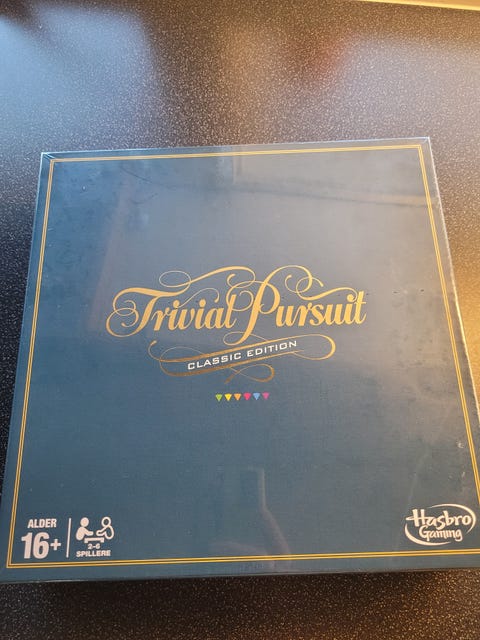 Trivial Pursuit
CLASSIC EDITION
ALDER
16+
2-6
SPILLERE
Hasbro
Gaming